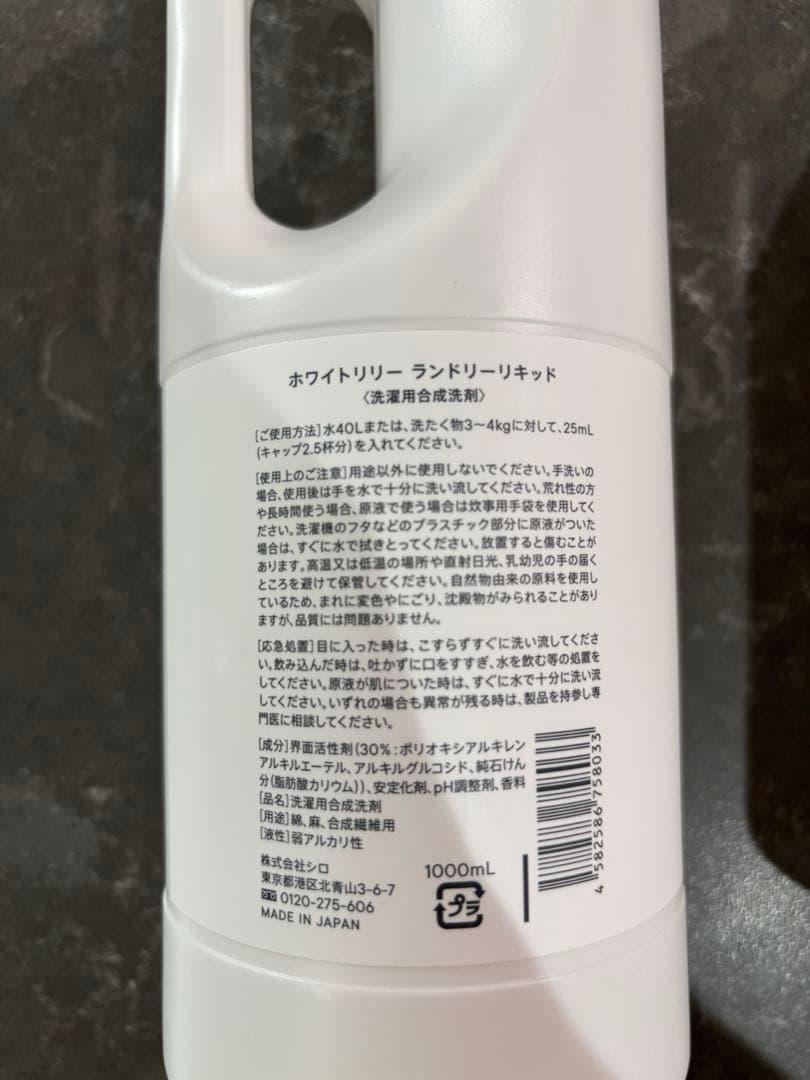 ホワイトリリー ランドリーリキッド
〈洗濯用合成洗剤〉
[ご使用方法]水40Lまたは、洗たく物3〜4kgに対して、25mL
(キャップ2.5杯分)を入れてください。
[使用上のご注意]用途以外に使用しないでください。手洗いの
場合、使用後は手を水で十分に洗い流してください。荒れ性の方
や長時間使う場合、原液で使う場合は炊事用手袋を使用してく
ださい。洗濯機のフタなどのプラスチック部分に原液がついた
場合は、すぐに水で拭きとってください。放置すると傷むことが
あります。高温又は低温の場所や直射日光、乳幼児の手の届く
ところを避けて保管してください。自然物由来の原料を使用し
ているため、まれに変色やにごり、沈殿物がみられることがあり
ますが、品質には問題ありません。
[応急処置]目に入った時は、こすらずすぐに洗い流してくださ
い。飲み込んだ時は、吐かずに口をすすぎ、水を飲む等の処置を
してください。原液が肌についた時は、すぐに水で十分に洗い流
してください。いずれの場合も異常が残る時は、製品を持参し専
門医に相談してください。
[成分]界面活性剤(30%:ポリオキシアルキレン
アルキルエーテル、アルキルグルコシド、純石けん
分(脂肪酸カリウム))、安定化剤、pH調整剤、香料
[品名]洗濯用合成洗剤
[用途]綿、麻、合成繊維用
[液性]弱アルカリ性
株式会社シロ
東京都港区北青山3-6-7
0120-275-606
MADE IN JAPAN
1000mL
プラ
4 582586 758033